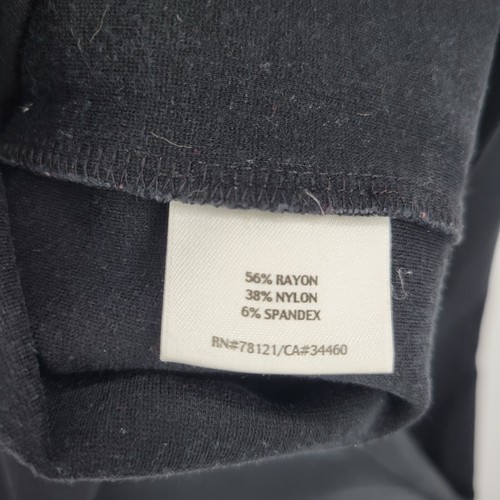 56% RAYON
38% NYLON
6% SPANDEX
RN#78121/CA#34460